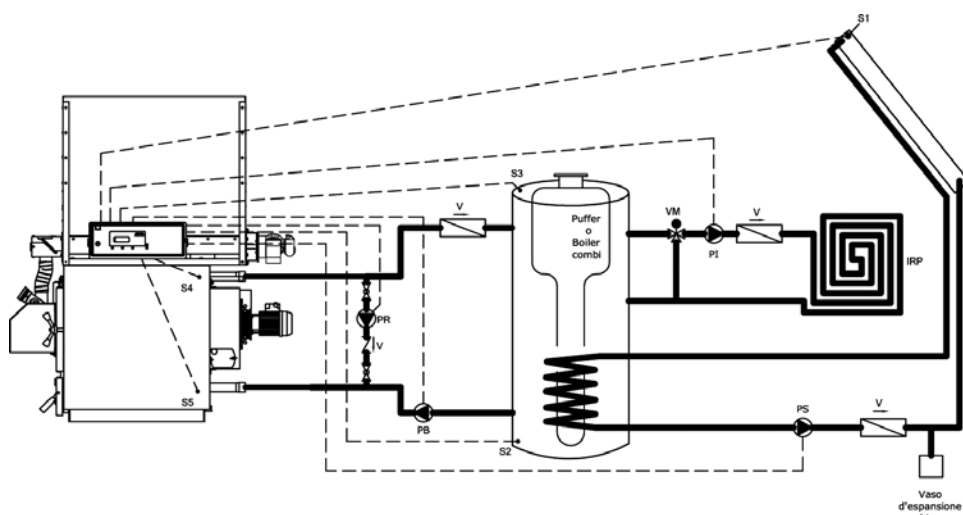 S1
S3
V
Puffer
o
Boiler
combi
VM
V
PI
IRP
S4
PR
V
S5
PB
S2
PS
V
Vaso
d'espansione